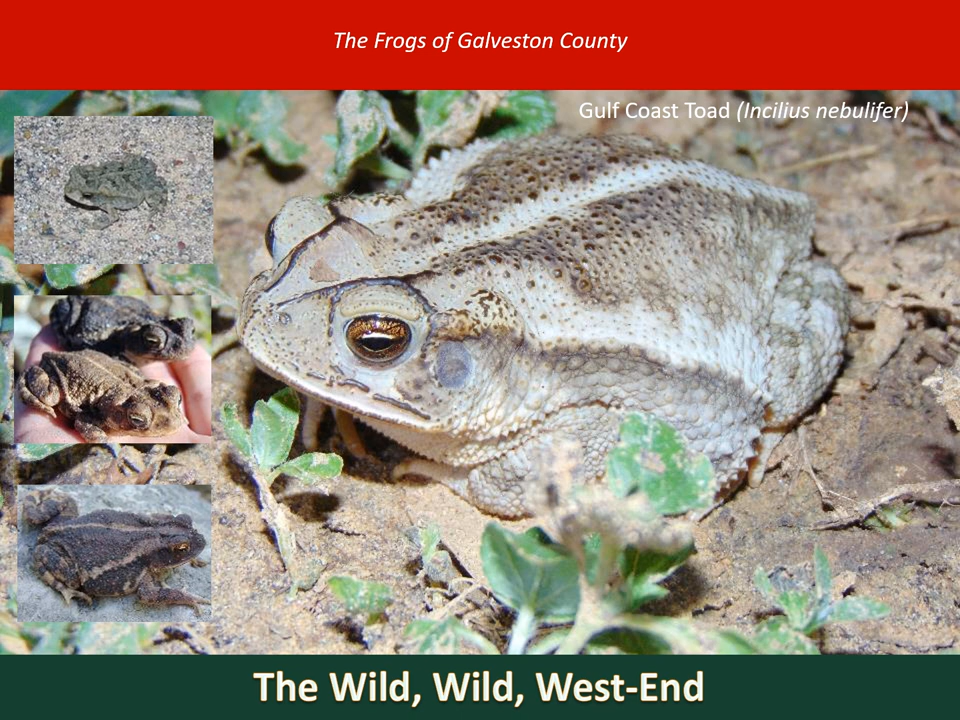 The Frogs of Galveston County
Gulf Coast Toad (Incilius nebulifer)
The Wild, Wild, West-End